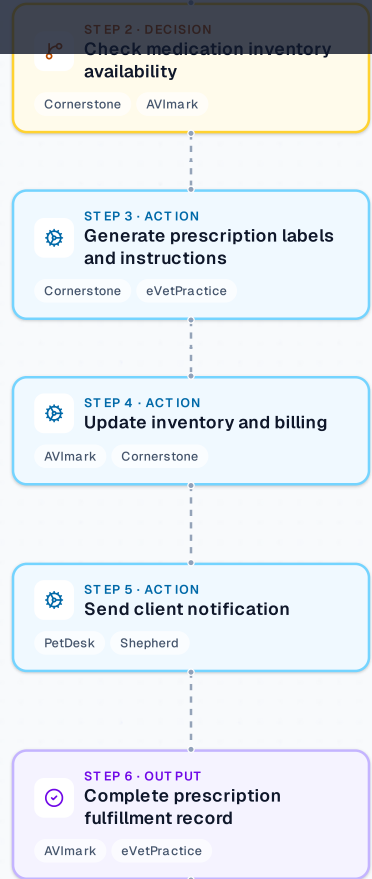 STEP 2 · DECISION
Check medication inventory
availability
Cornerstone AVImark
STEP 3 · ACTION
Generate prescription labels
and instructions
Cornerstone eVetPractice
STEP 4 · ACTION
Update inventory and billing
AVImark Cornerstone
STEP 5 · ACTION
Send client notification
PetDesk Shepherd
STEP 6 · OUTPUT
Complete prescription
fulfillment record
AVImark eVetPractice